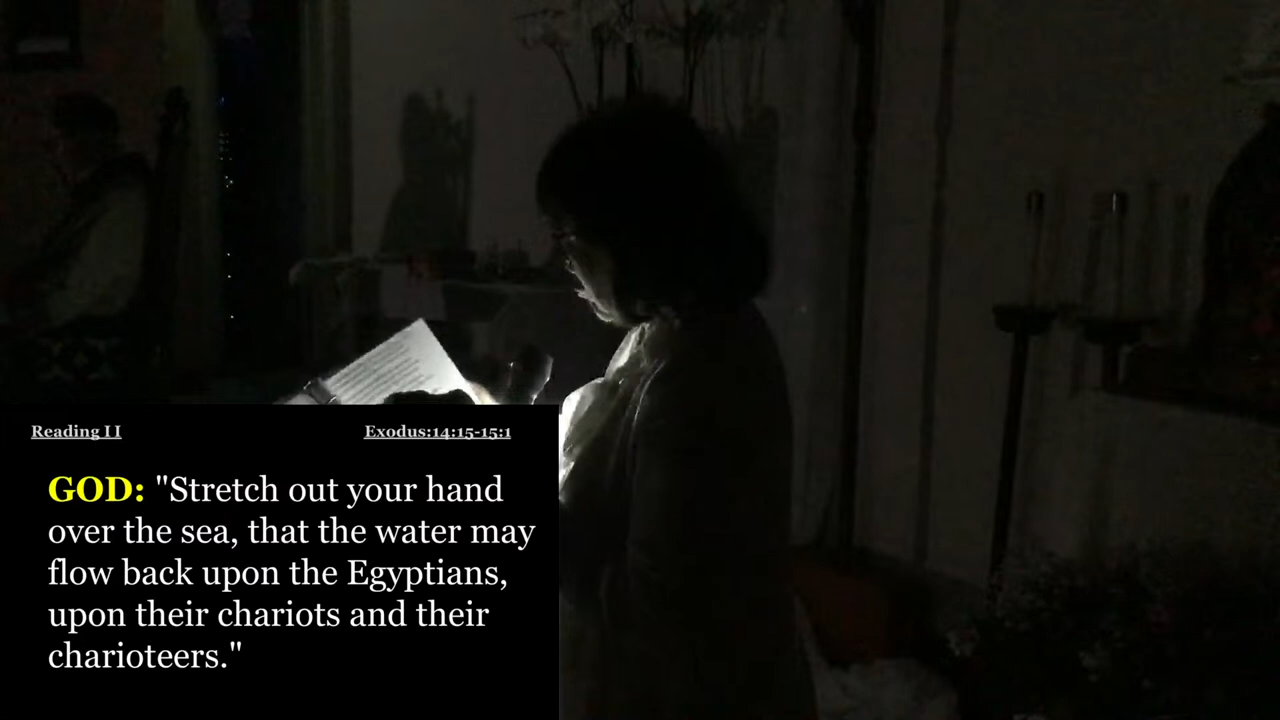 Reading II
Exodus:14:15-15:1
GOD: "Stretch out your hand
over the sea, that the water may
flow back upon the Egyptians,
upon their chariots and their
charioteers."